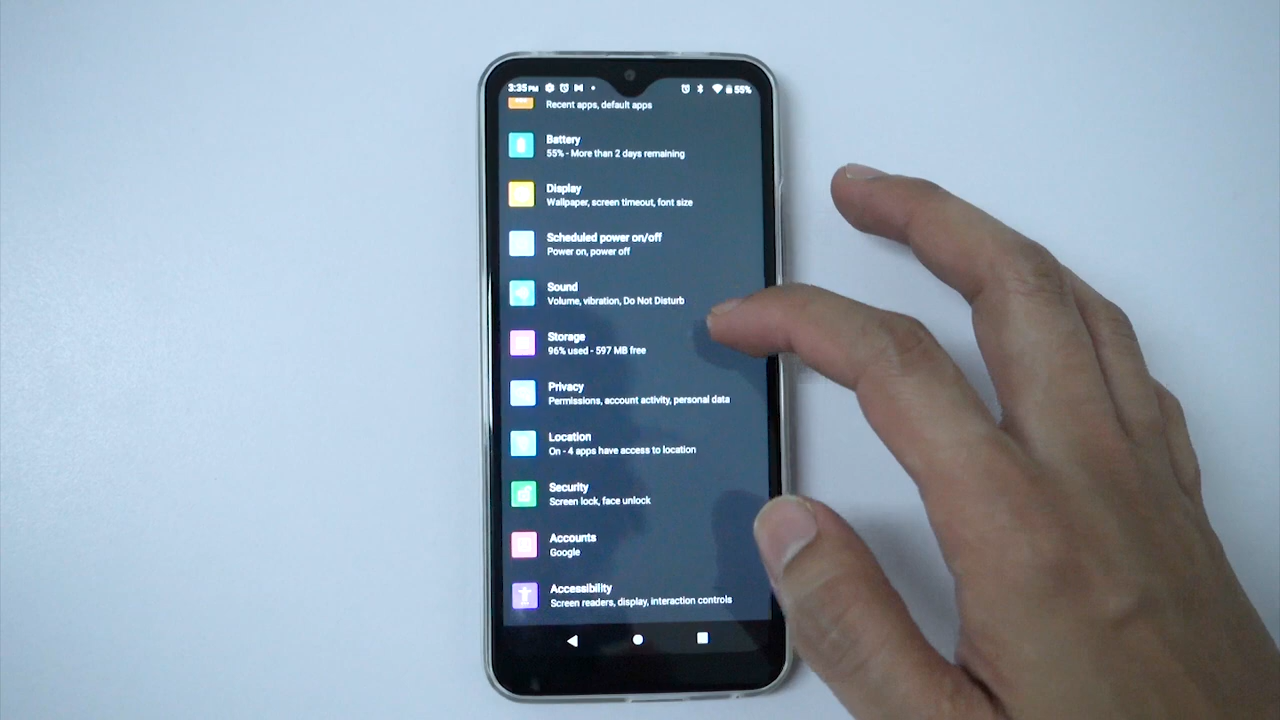 3:35 PM 55%
Recent apps, default apps
Battery
55% - More than 2 days remaining
Display
Wallpaper, screen timeout, font size
Scheduled power on/off
Power on, power off
Sound
Volume, vibration, Do Not Disturb
Storage
96% used - 597 MB free
Privacy
Permissions, account activity, personal data
Location
On - 4 apps have access to location
Security
Screen lock, face unlock
Accounts
Google
Accessibility
Screen readers, display, interaction controls